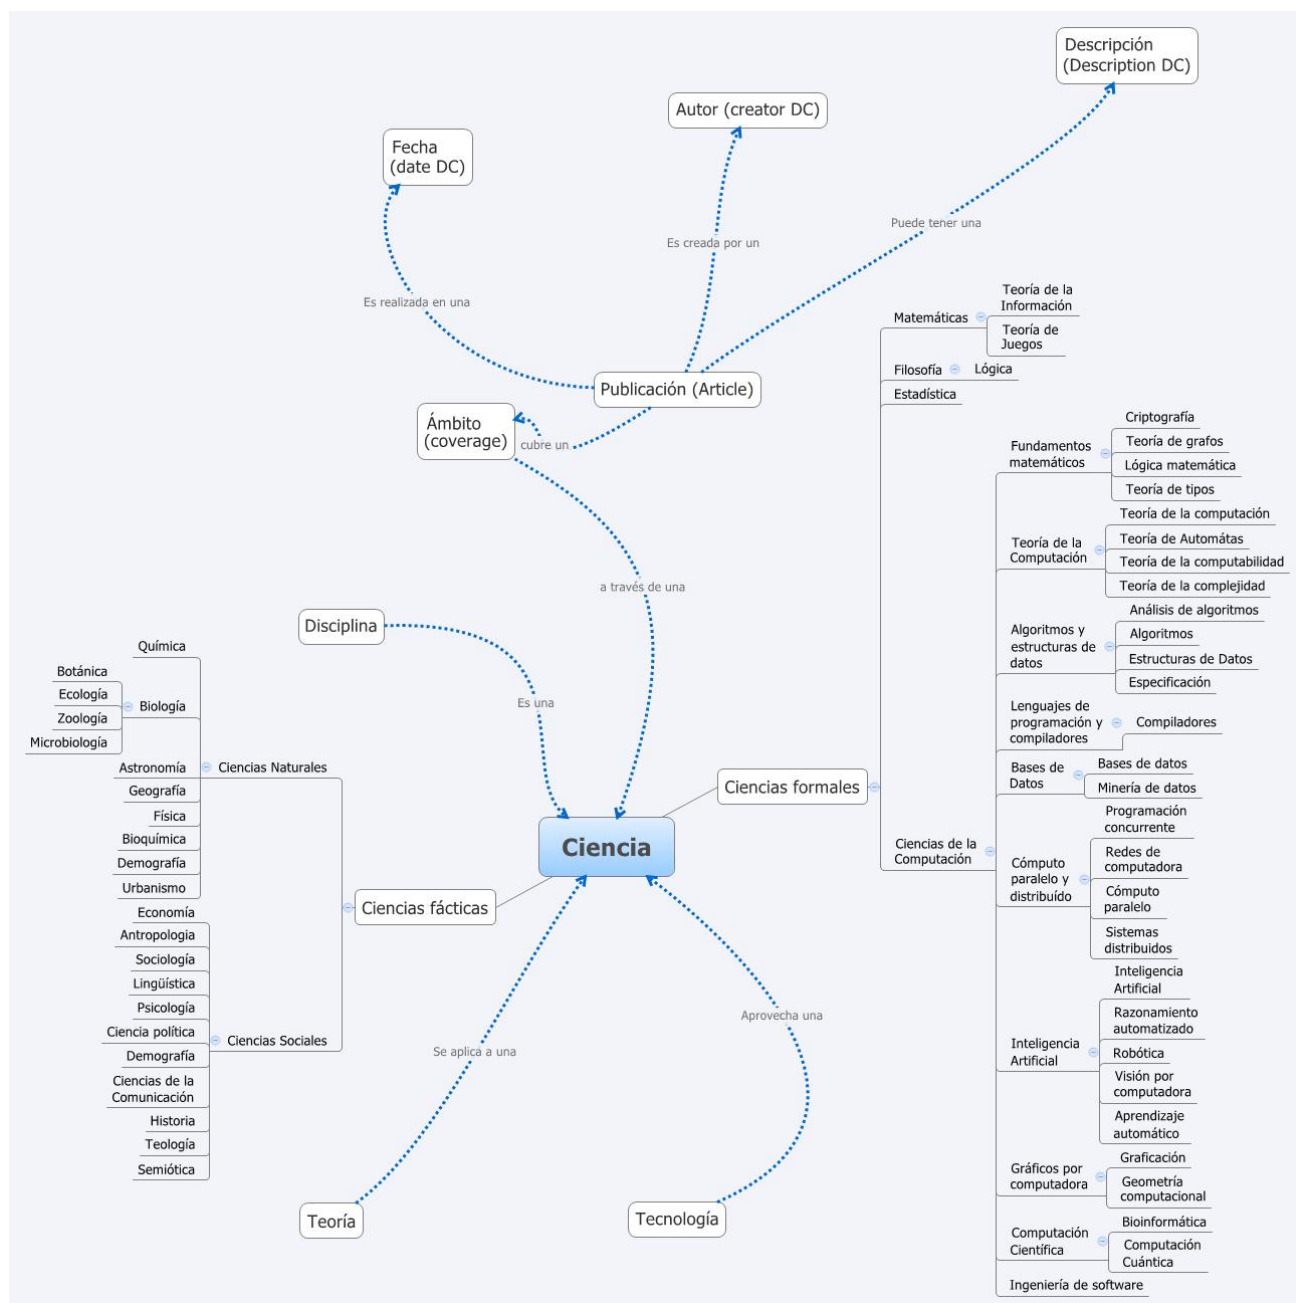 Descripción
(Description DC)
Autor (creator DC)
Fecha
(date DC)
Puede tener una
Es creada por un
Es realizada en una
Publicación (Article)
Ámbito
(coverage)
cubre un
a través de una
Disciplina
Es una
Ciencia
Ciencias formales
Matemáticas
Teoría de la
Información
Teoría de
Juegos
Filosofía
Lógica
Estadística
Ciencias de la
Computación
Fundamentos
matemáticos
Criptografía
Teoría de grafos
Lógica matemática
Teoría de tipos
Teoría de la
Computación
Teoría de la computación
Teoría de Automátas
Teoría de la computabilidad
Teoría de la complejidad
Algoritmos y
estructuras de
datos
Análisis de algoritmos
Algoritmos
Estructuras de Datos
Especificación
Lenguajes de
programación y
compiladores
Compiladores
Bases de
Datos
Bases de datos
Minería de datos
Cómputo
paralelo y
distribuído
Programación
concurrente
Redes de
computadora
Cómputo
paralelo
Sistemas
distribuidos
Inteligencia
Artificial
Inteligencia
Artificial
Razonamiento
automatizado
Robótica
Visión por
computadora
Aprendizaje
automático
Gráficos por
computadora
Graficación
Geometría
computacional
Computación
Científica
Bioinformática
Computación
Cuántica
Ingeniería de software
Ciencias fácticas
Ciencias Naturales
Química
Biología
Botánica
Ecología
Zoología
Microbiología
Astronomía
Geografía
Física
Bioquímica
Demografía
Urbanismo
Ciencias Sociales
Economía
Antropologia
Sociología
Lingüística
Psicología
Ciencia política
Demografía
Ciencias de la
Comunicación
Historia
Teología
Semiótica
Se aplica a una
Teoría
Aprovecha una
Tecnología